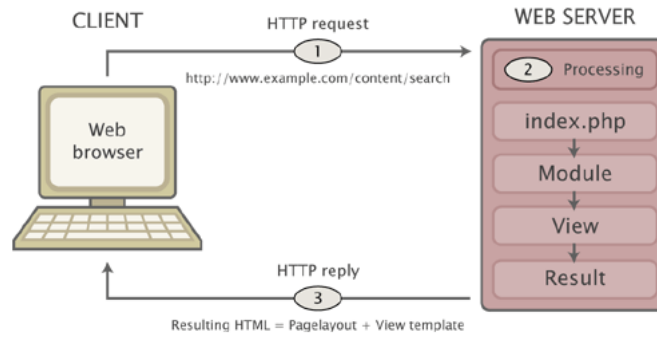 CLIENT
WEB SERVER
HTTP request
1
http://www.example.com/content/search
Web
browser
2 Processing
index.php
Module
View
Result
HTTP reply
3
Resulting HTML = Pagelayout + View template